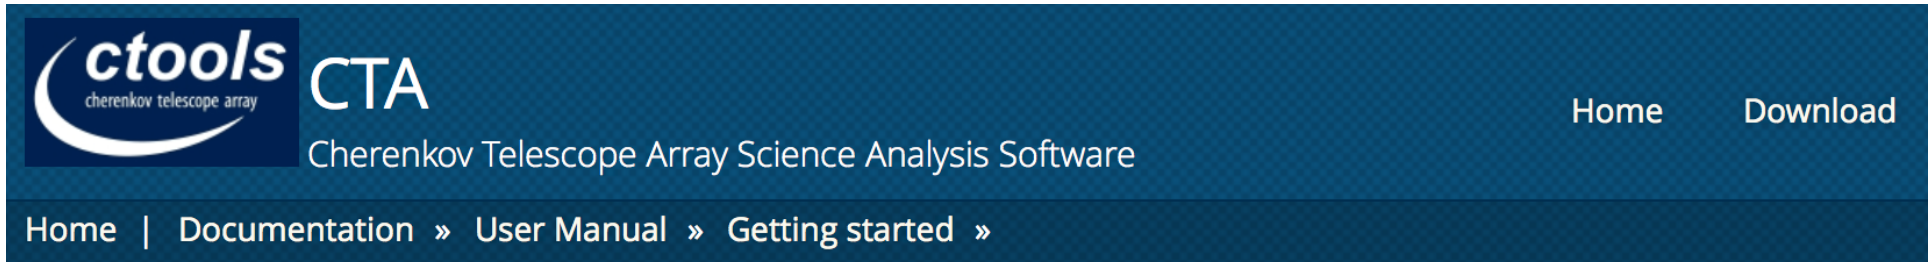 ctools
cherenkov telescope array
CTA
Cherenkov Telescope Array Science Analysis Software
Home Download
Home | Documentation » User Manual » Getting started »